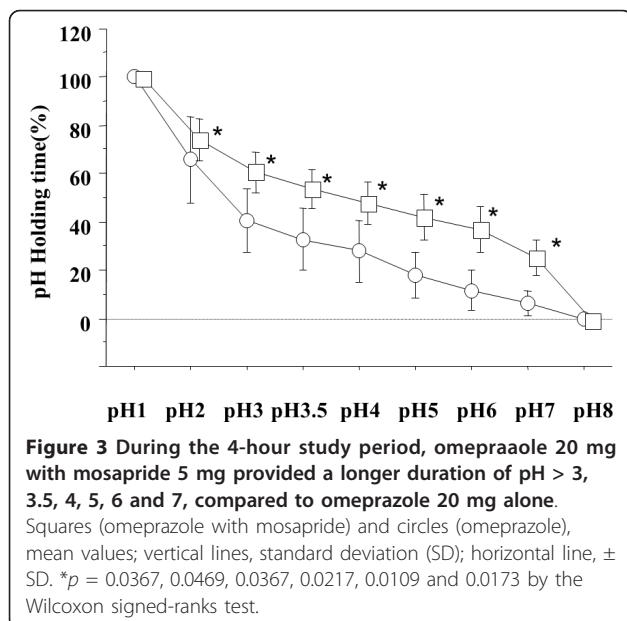 120
100
80
60
40
20
0
pH Holding time(%)
*
*
*
*
*
*
*
pH1 pH2 pH3 pH3.5 pH4 pH5 pH6 pH7 pH8
Figure 3 During the 4-hour study period, omepraaole 20 mg
with mosapride 5 mg provided a longer duration of pH > 3,
3.5, 4, 5, 6 and 7, compared to omeprazole 20 mg alone.
Squares (omeprazole with mosapride) and circles (omeprazole),
mean values; vertical lines, standard deviation (SD); horizontal line, ±
SD. *p = 0.0367, 0.0469, 0.0367, 0.0217, 0.0109 and 0.0173 by the
Wilcoxon signed-ranks test.